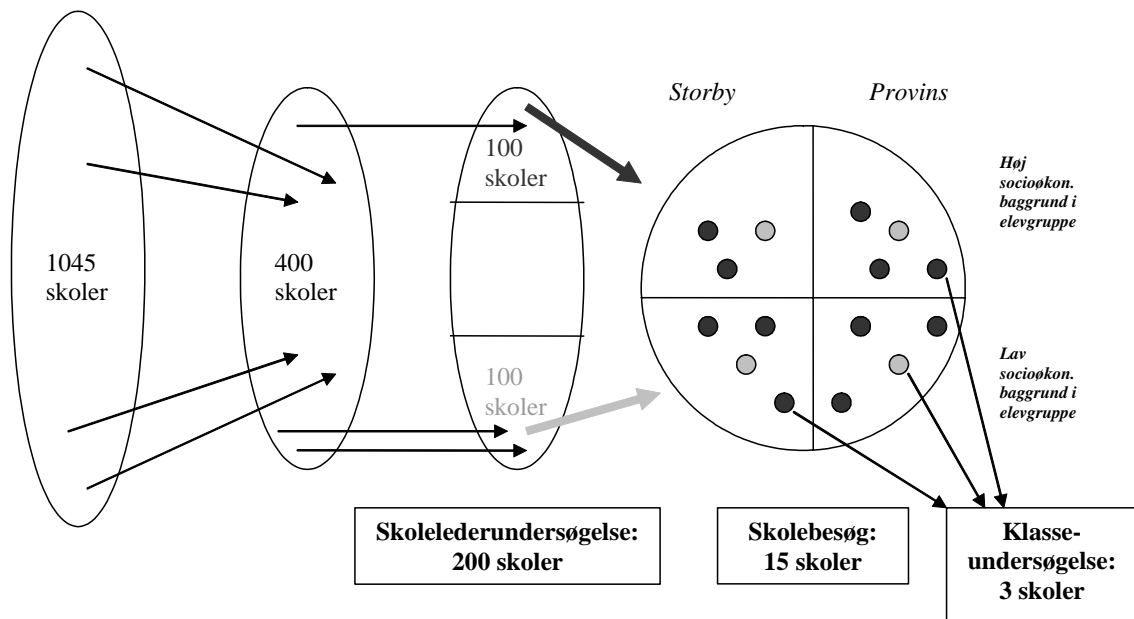 Storby
Provins
100
skoler
Høj
socioøkon.
baggrund i
elevgruppe
1045
skoler
400
skoler
100
skoler
Lav
socioøkon.
baggrund i
elevgruppe
Skolelederundersøgelse:
200 skoler
Skolebesøg:
15 skoler
Klasse-
undersøgelse:
3 skoler